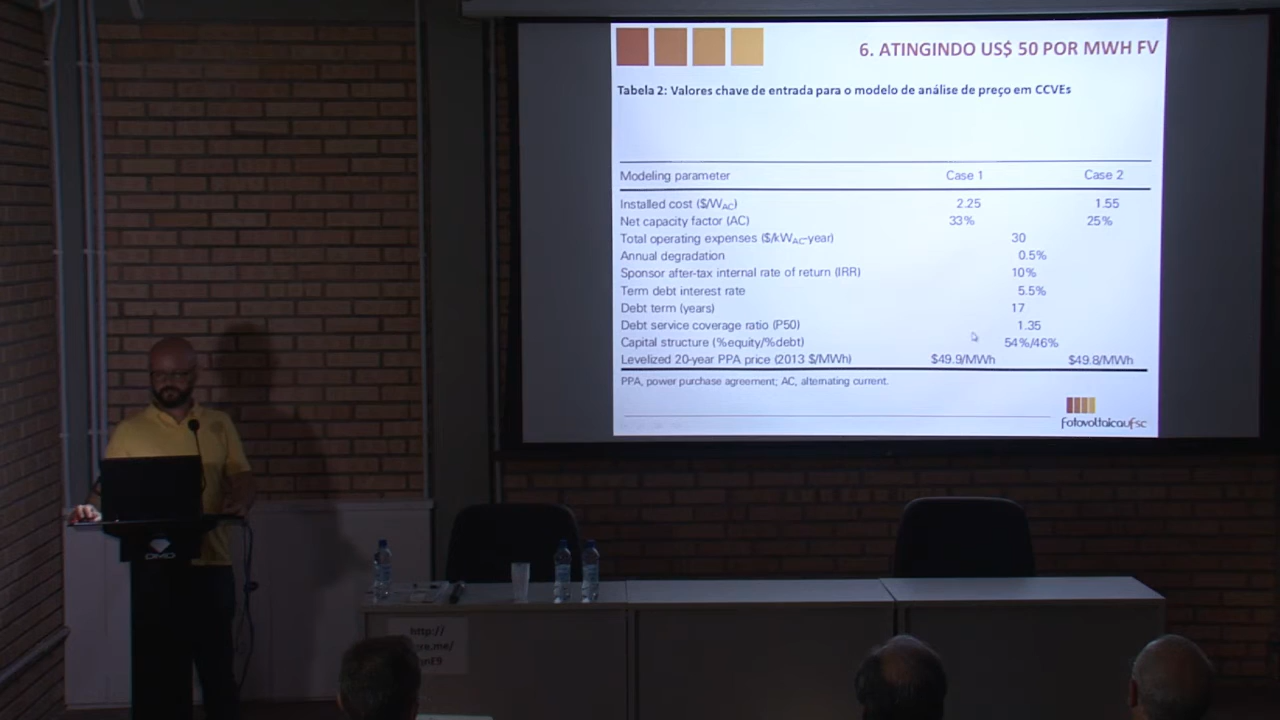 6. ATINGINDO US$ 50 POR MWH FV
Tabela 2: Valores chave de entrada para o modelo de análise de preço em CCVEs
Modeling parameter Case 1 Case 2
Installed cost ($/WAC) 2.25 1.55
Net capacity factor (AC) 33% 25%
Total operating expenses ($/kWAC-year) 30
Annual degradation 0.5%
Sponsor after-tax internal rate of return (IRR) 10%
Term debt interest rate 5.5%
Debt term (years) 17
Debt service coverage ratio (P50) 1.35
Capital structure (%equity/%debt) 54%/46%
Levelized 20-year PPA price (2013 $/MWh) $49.9/MWh $49.8/MWh
PPA, power purchase agreement; AC, alternating current.
fotovoltaicaufsc
http://